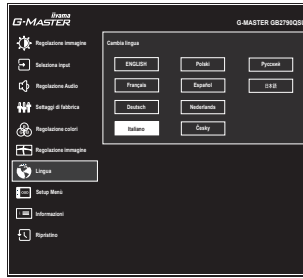 iiyama
G-MASTER
G-MASTER GB2790QSU
Regolazione immagine
Seleziona input
Regolazione Audio
Settaggi di fabbrica
Regolazione colori
Regolazione immagine
Lingua
Setup Menù
Informazioni
Ripristino
Cambia lingua
ENGLISH
Polski
Русский
Français
Español
日本語
Deutsch
Nederlands
Italiano
Česky
OSD